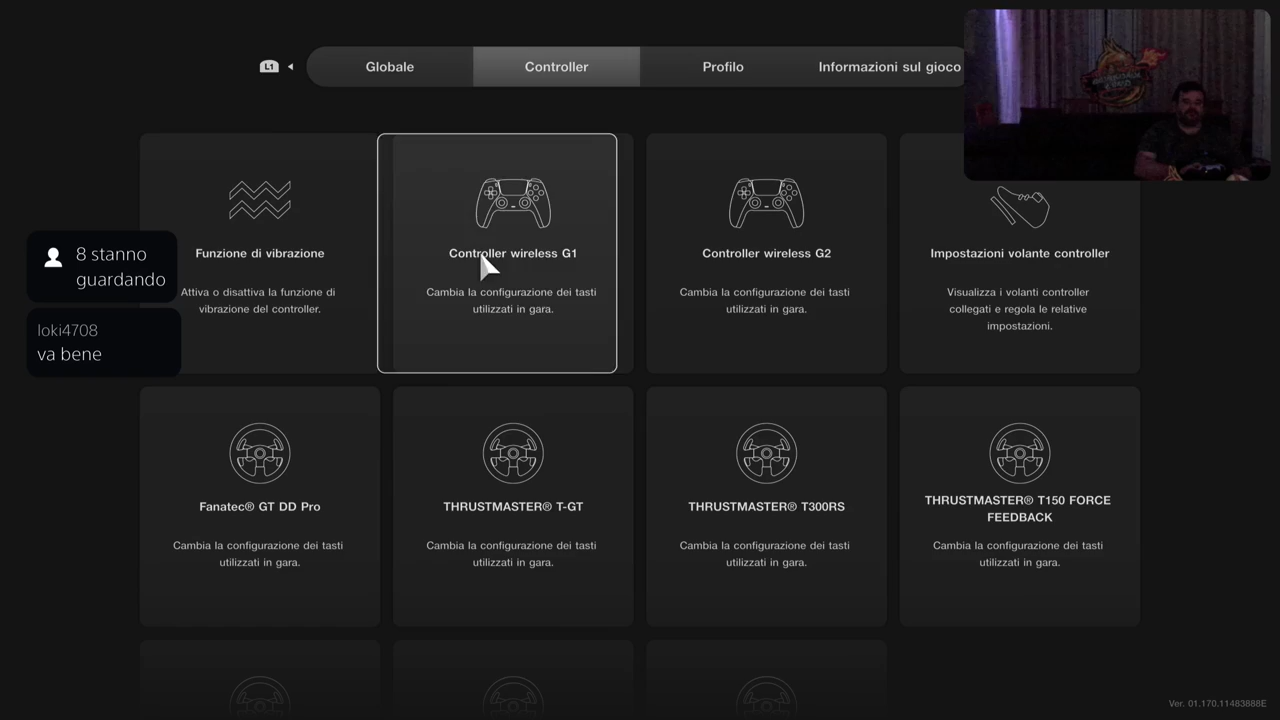 L1
Globale
Controller
Profilo
Informazioni sul gioco
Funzione di vibrazione
Attiva o disattiva la funzione di
vibrazione del controller.
Controller wireless G1
Cambia la configurazione dei tasti
utilizzati in gara.
Controller wireless G2
Cambia la configurazione dei tasti
utilizzati in gara.
Impostazioni volante controller
Visualizza i volanti controller
collegati e regola le relative
impostazioni.
8 stanno
guardando
loki4708
va bene
Fanatec® GT DD Pro
Cambia la configurazione dei tasti
utilizzati in gara.
THRUSTMASTER® T-GT
Cambia la configurazione dei tasti
utilizzati in gara.
THRUSTMASTER® T300RS
Cambia la configurazione dei tasti
utilizzati in gara.
THRUSTMASTER® T150 FORCE
FEEDBACK
Cambia la configurazione dei tasti
utilizzati in gara.
Ver. 01.170.11483888E